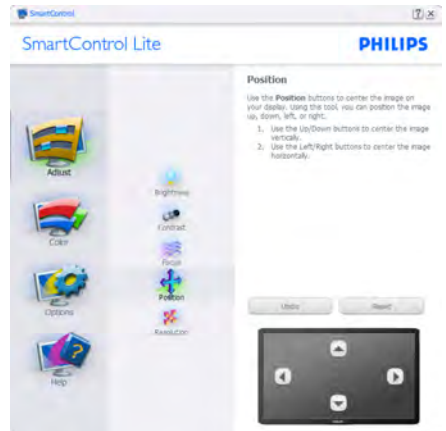 SmartControl
SmartControl Lite
PHILIPS
Adjust
Color
Options
Help
Brightness
Contrast
Focus
Position
Resolution
Position
Use the Position buttons to center the image on
your display. Using the tool, you can position the image
up, down, left, or right.
1. Use the Up/Down buttons to center the image
vertically.
2. Use the Left/Right buttons to center the image
horizontally.
Undo
Reset